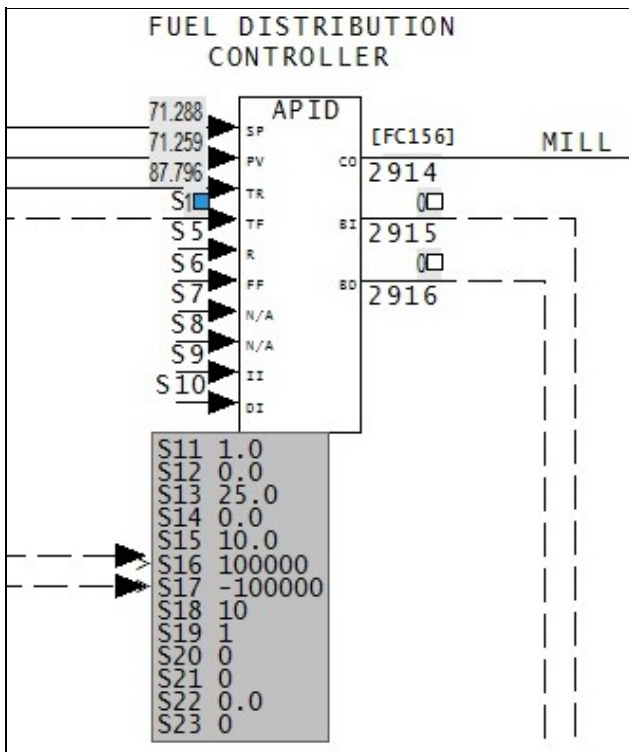 FUEL DISTRIBUTION
CONTROLLER
71.288
APID
SP
[FC156]
MILL
71.259
PV
CO
2914
87.796
TR
S1
0
TF
BI
S5
2915
R
0
S6
FF
BO
S7
2916
N/A
S8
N/A
S9
II
S10
DI
S11 1.0
S12 0.0
S13 25.0
S14 0.0
S15 10.0
S16 100000
S17 -100000
S18 10
S19 1
S20 0
S21 0
S22 0.0
S23 0